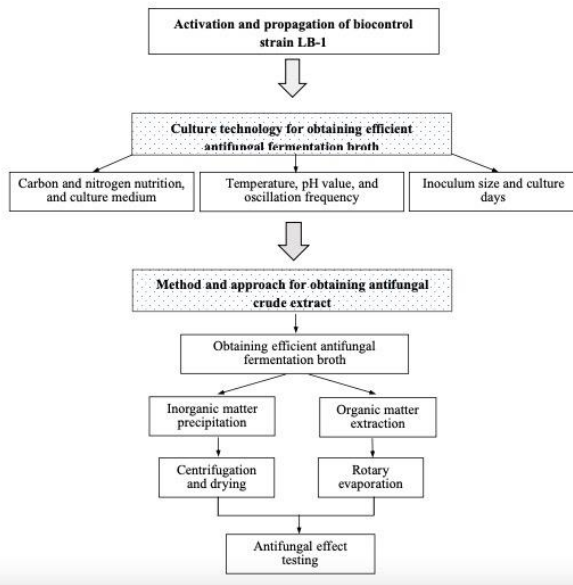 Activation and propagation of biocontrol
strain LB-1
Culture technology for obtaining efficient
antifungal fermentation broth
Carbon and nitrogen nutrition,
and culture medium
Temperature, pH value, and
oscillation frequency
Inoculum size and culture
days
Method and approach for obtaining antifungal
crude extract
Obtaining efficient antifungal
fermentation broth
Inorganic matter
precipitation
Organic matter
extraction
Centrifugation
and drying
Rotary
evaporation
Antifungal effect
testing